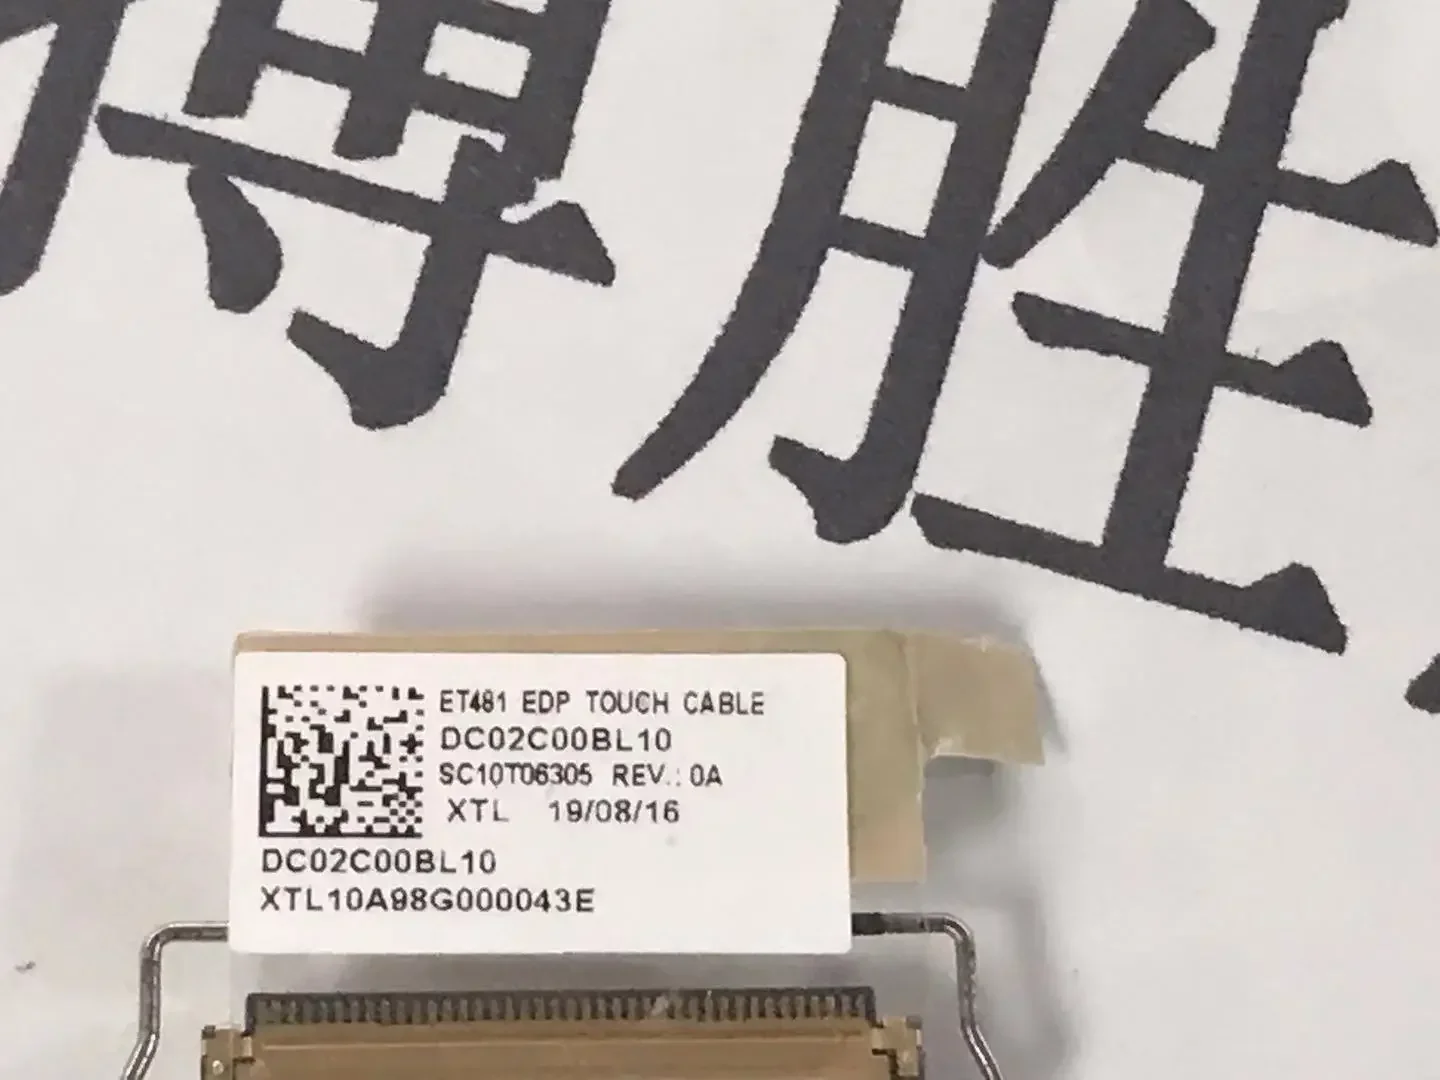 博胜
ET481 EDP TOUCH CABLE
DC02C00BL10
SC10T06305 REV.: 0A
XTL 19/08/16
DC02C00BL10
XTL10A98G000043E